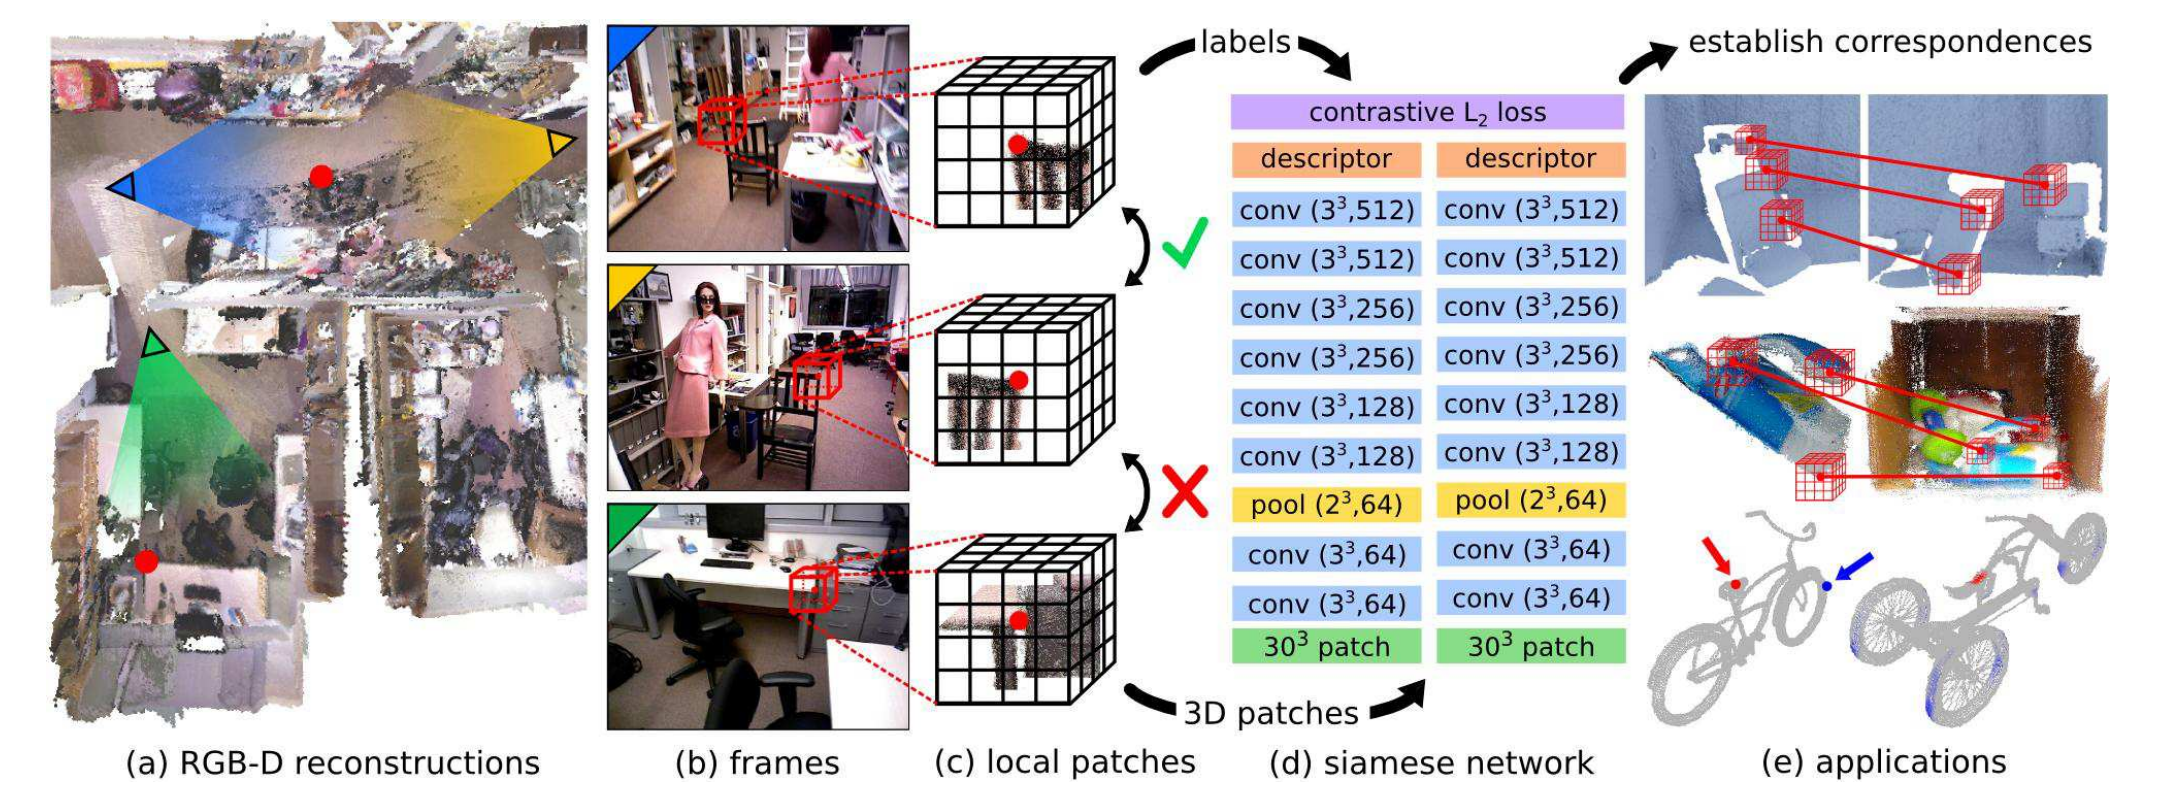 labels
establish correspondences
contrastive L₂ loss
descriptor descriptor
conv (3³,512) conv (3³,512)
conv (3³,512) conv (3³,512)
conv (3³,256) conv (3³,256)
conv (3³,256) conv (3³,256)
conv (3³,128) conv (3³,128)
conv (3³,128) conv (3³,128)
pool (2³,64) pool (2³,64)
conv (3³,64) conv (3³,64)
conv (3³,64) conv (3³,64)
30³ patch 30³ patch
3D patches
(a) RGB-D reconstructions
(b) frames
(c) local patches
(d) siamese network
(e) applications